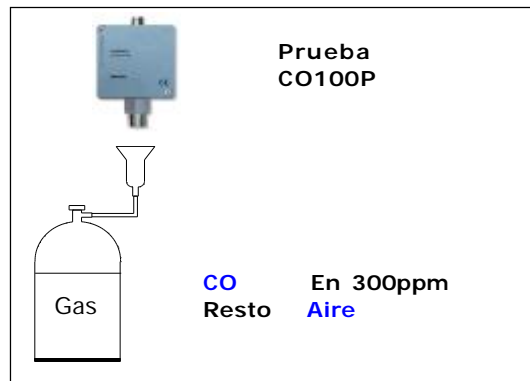 Prueba
CO100P
CO En 300ppm
Resto Aire
Gas